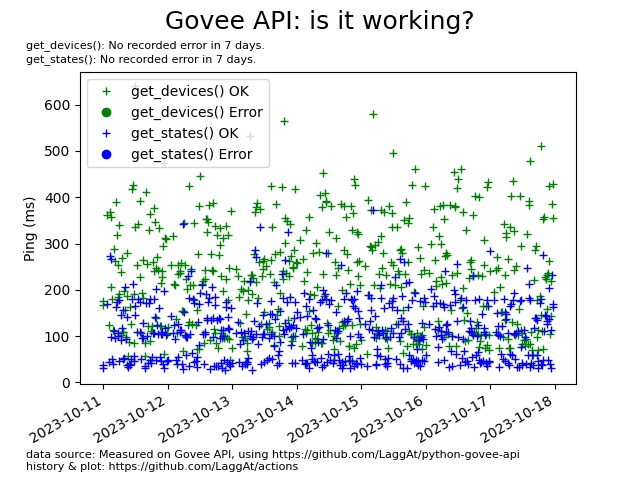 Govee API: is it working?
get_devices(): No recorded error in 7 days.
get_states(): No recorded error in 7 days.
get_devices() OK
get_devices() Error
get_states() OK
get_states() Error
Ping (ms)
600
500
400
300
200
100
0
2023-10-11
2023-10-12
2023-10-13
2023-10-14
2023-10-15
2023-10-16
2023-10-17
2023-10-18
data source: Measured on Govee API, using https://github.com/LaggAt/python-govee-api
history & plot: https://github.com/LaggAt/actions